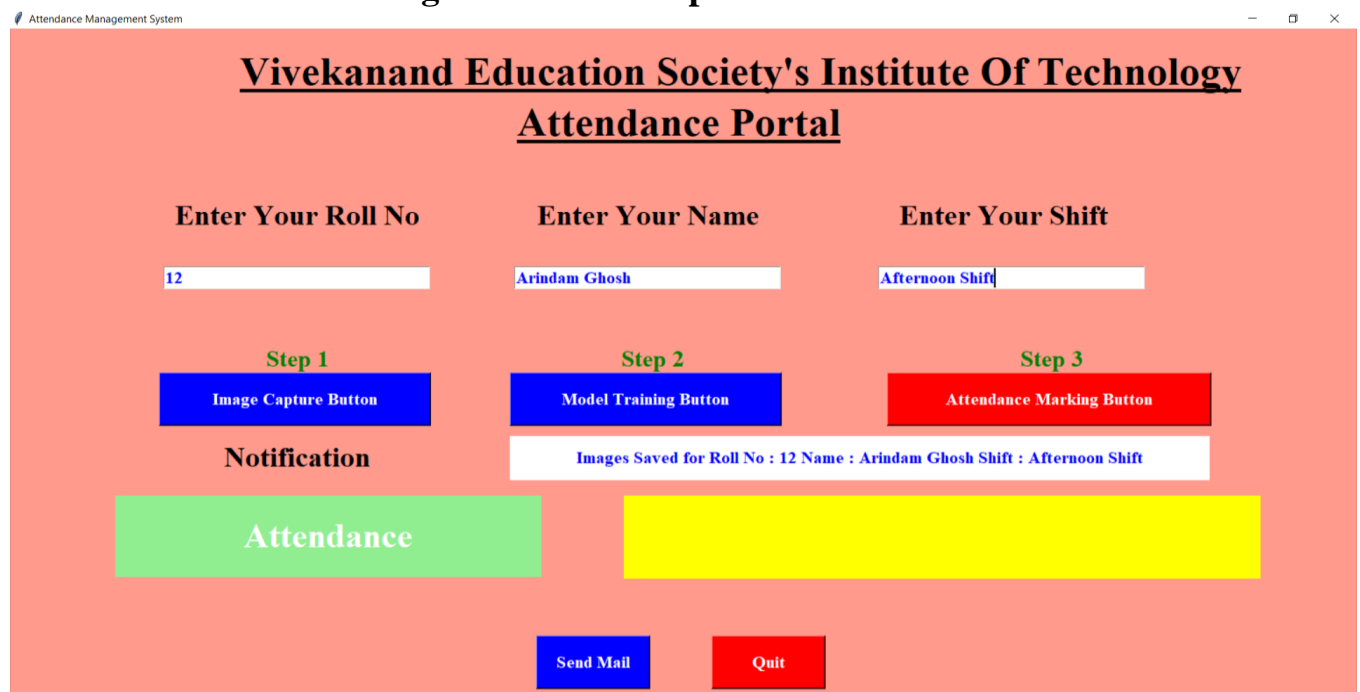 Attendance Management System
Vivekanand Education Society's Institute Of Technology
Attendance Portal
Enter Your Roll No Enter Your Name Enter Your Shift
12 Arindam Ghosh Afternoon Shift
Step 1 Step 2 Step 3
Image Capture Button Model Training Button Attendance Marking Button
Notification Images Saved for Roll No : 12 Name : Arindam Ghosh Shift : Afternoon Shift
Attendance
Send Mail Quit